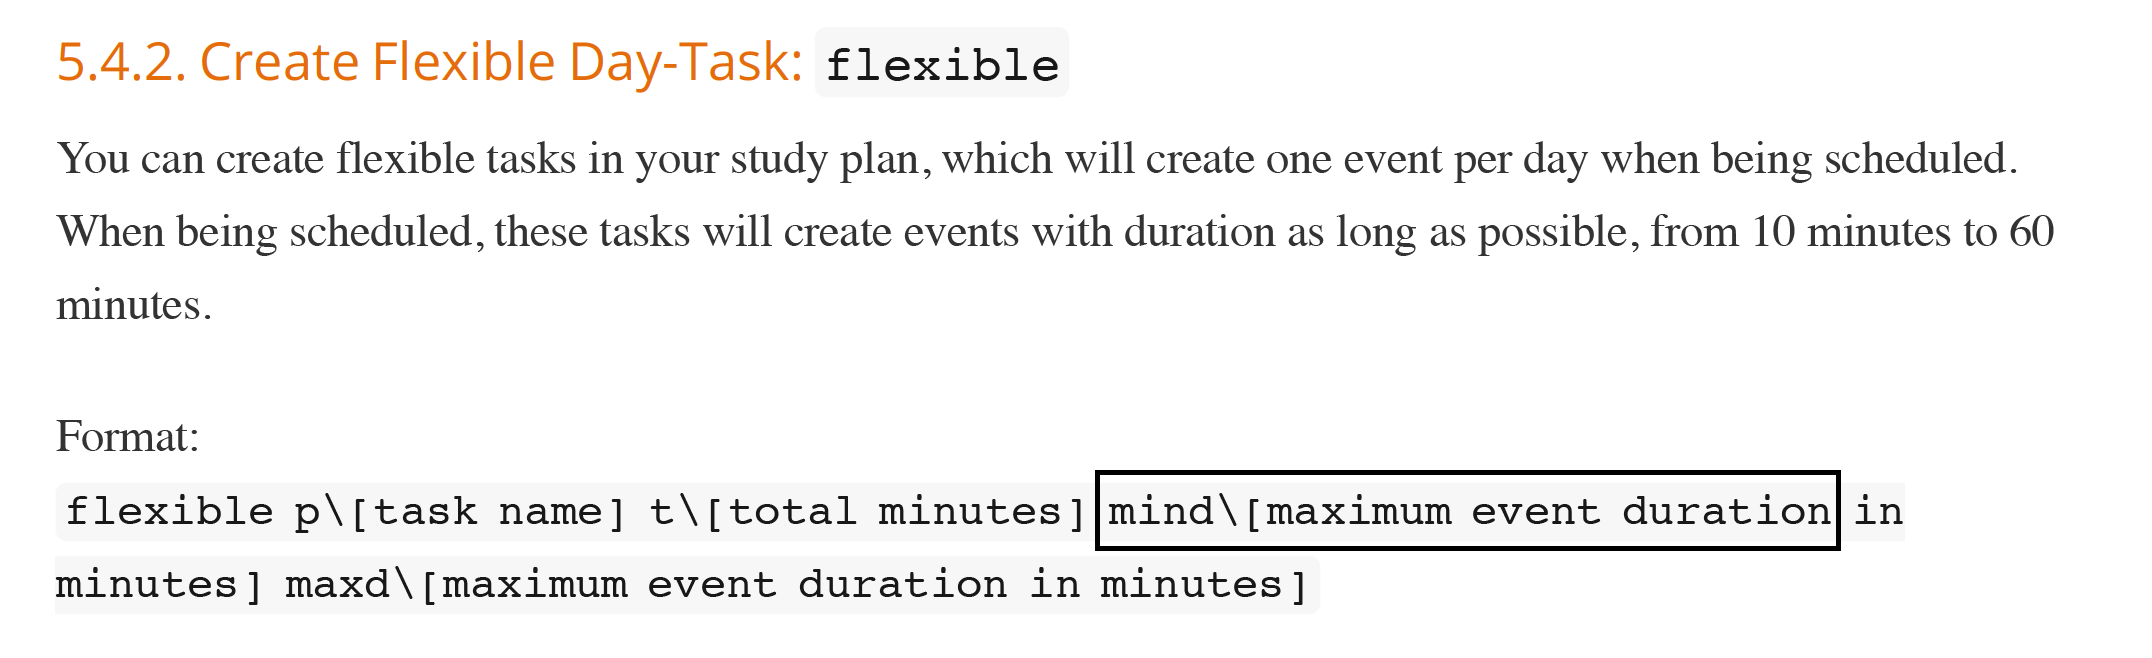 5.4.2. Create Flexible Day-Task: flexible
You can create flexible tasks in your study plan, which will create one event per day when being scheduled.
When being scheduled, these tasks will create events with duration as long as possible, from 10 minutes to 60
minutes.
Format:
flexible p\[task name] t\[total minutes] mind\[maximum event duration in
minutes] maxd\[maximum event duration in minutes]